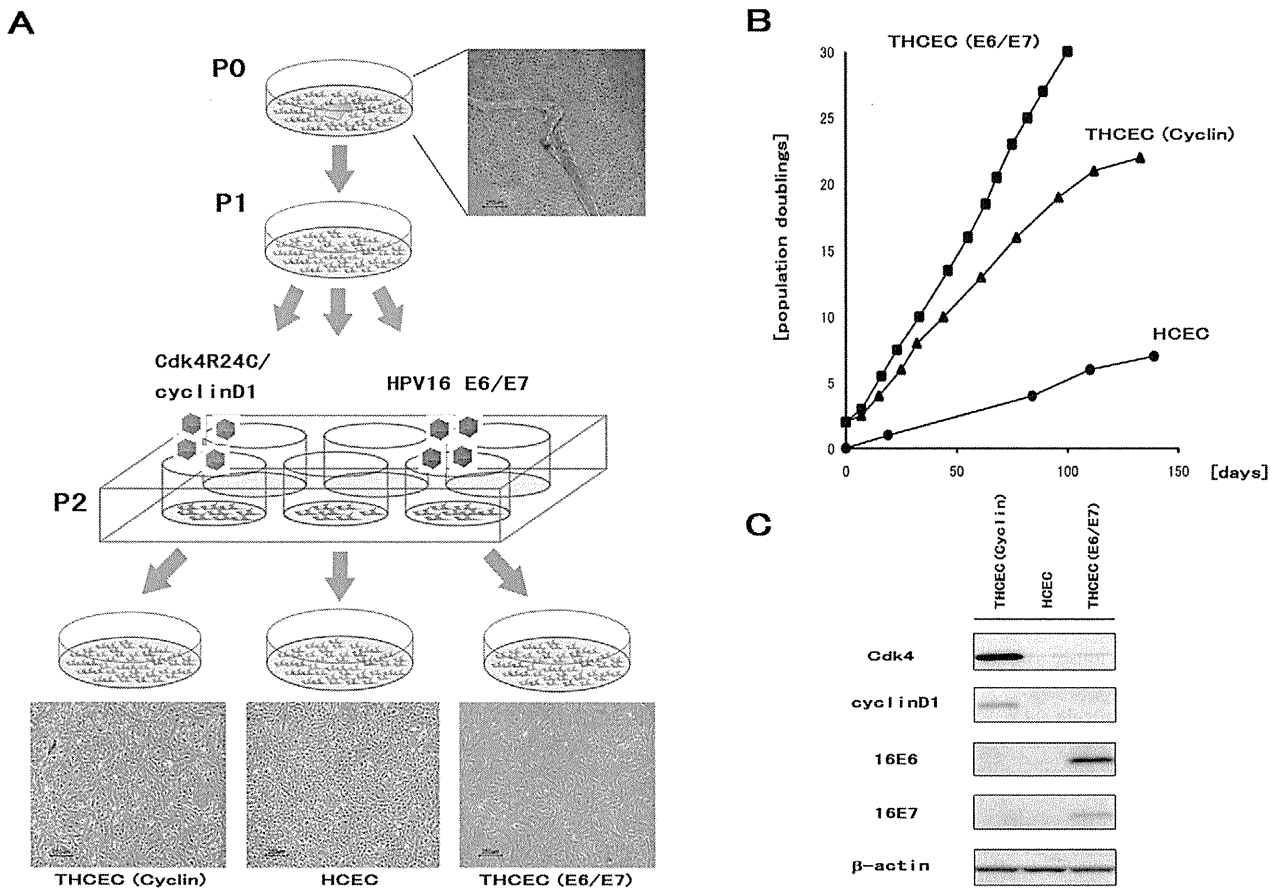 A
P0
P1
Cdk4R24C/
cyclinD1
HPV16 E6/E7
P2
THCEC (Cyclin)
HCEC
THCEC (E6/E7)
B
THCEC (E6/E7)
THCEC (Cyclin)
HCEC
[population doublings]
30
25
20
15
10
5
0
0
50
100
150
[days]
C
THCEC (Cyclin)
HCEC
THCEC (E6/E7)
Cdk4
cyclinD1
16E6
16E7
β-actin